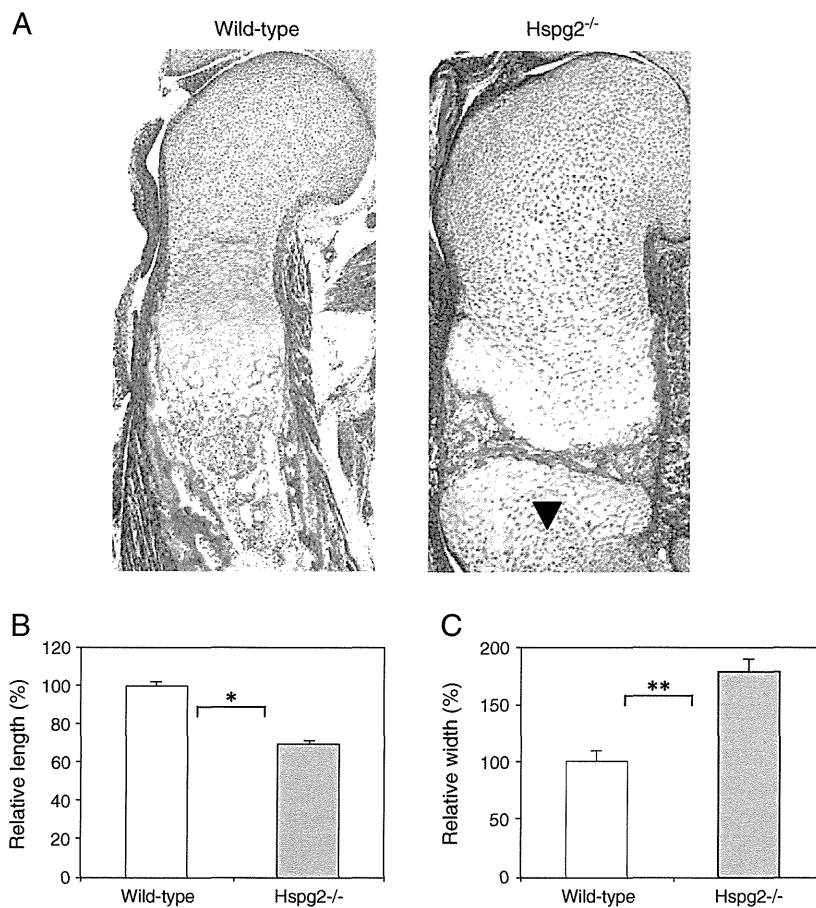 A
Wild-type
Hspg2-/-
B
120
100
80
60
40
20
0
Relative length (%)
*
Wild-type
Hspg2-/-
C
200
150
100
50
0
Relative width (%)
**
Wild-type
Hspg2-/-